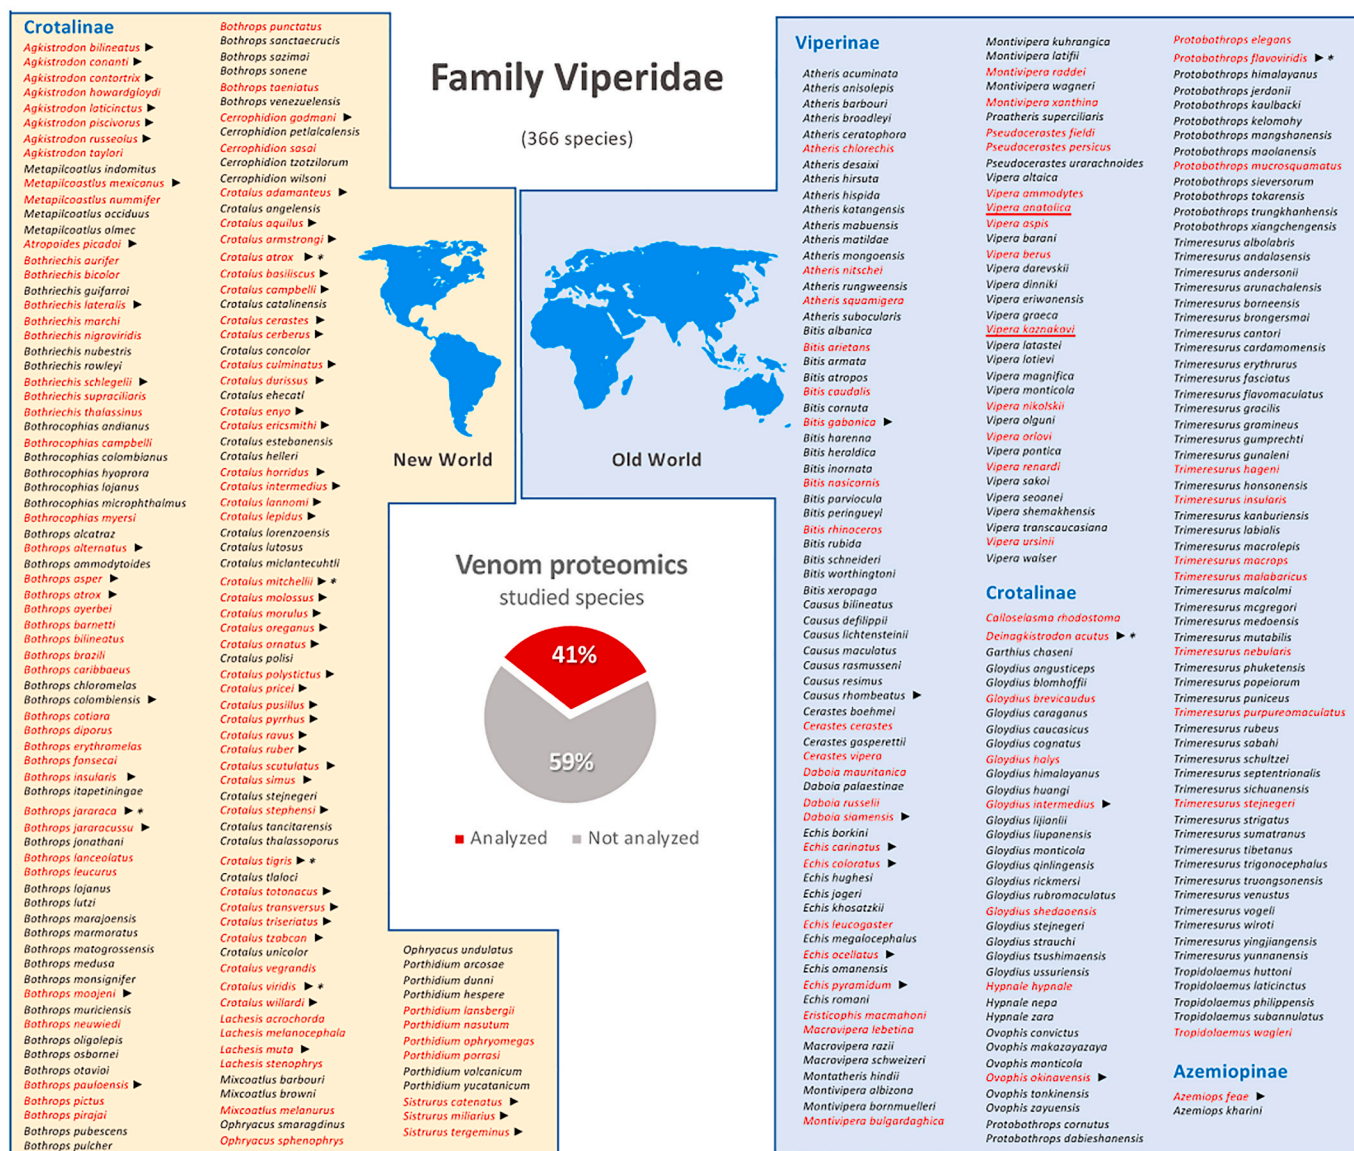 Crotalinae
Agkistrodon bilineatus ►
Agkistrodon conanti ►
Agkistrodon contortrix ►
Agkistrodon howardgloydi
Agkistrodon laticinctus ►
Agkistrodon piscivorus ►
Agkistrodon russeolus ►
Agkistrodon taylori
Metapilcoatlus indomitus
Metapilcoastlus mexicanus ►
Metapilcoatlus nummifer
Metapilcoatlus occiduus
Metapilcoatlus olmec
Atropoides picadoi ►
Bothriechis aurifer
Bothriechis bicolor
Bothriechis guifarroi
Bothriechis lateralis ►
Bothriechis marchi
Bothriechis nigroviridis
Bothriechis nubestris
Bothriechis rowleyi
Bothriechis schlegelii ►
Bothriechis supraciliaris
Bothriechis thalassinus
Bothrocophias andianus
Bothrocophias campbelli
Bothrocophias colombianus
Bothrocophias hyoprora
Bothrocophias lojanus
Bothrocophias microphthalmus
Bothrocophias myersi
Bothrops alcatraz
Bothrops alternatus ►
Bothrops ammodytoides
Bothrops asper ►
Bothrops atrox ►
Bothrops ayerbei
Bothrops barnetti
Bothrops bilineatus
Bothrops brazili
Bothrops caribbaeus
Bothrops chloromelas
Bothrops colombiensis ►
Bothrops cotiara
Bothrops diporus
Bothrops erythromelas
Bothrops fonsecai
Bothrops insularis ►
Bothrops itapetiningae
Bothrops jararaca ► *
Bothrops jararacussu ►
Bothrops jonathani
Bothrops lanceolatus
Bothrops leucurus
Bothrops lojanus
Bothrops lutzi
Bothrops marajoensis
Bothrops marmoratus
Bothrops matogrossensis
Bothrops medusa
Bothrops monsignifer
Bothrops moojeni ►
Bothrops muriciensis
Bothrops neuwiedi
Bothrops oligolepis
Bothrops osbornei
Bothrops otavioi
Bothrops pauloensis ►
Bothrops pictus
Bothrops pirajai
Bothrops pubescens
Bothrops pulcher
Bothrops punctatus
Bothrops sanctaecrucis
Bothrops sazimai
Bothrops sonene
Bothrops taeniatus
Bothrops venezuelensis
Cerrophidion godmani ►
Cerrophidion petlalcalensis
Cerrophidion sasai
Cerrophidion tzotzilorum
Cerrophidion wilsoni
Crotalus adamanteus ►
Crotalus angelensis
Crotalus aquilus ►
Crotalus armstrongi ►
Crotalus atrox ► *
Crotalus basiliscus ►
Crotalus campbelli ►
Crotalus catalinensis
Crotalus cerastes ►
Crotalus cerberus ►
Crotalus concolor
Crotalus culminatus ►
Crotalus durissus ►
Crotalus ehecatl
Crotalus enyo ►
Crotalus ericsmithi ►
Crotalus estebanensis
Crotalus helleri
Crotalus horridus ►
Crotalus intermedius ►
Crotalus lannomi ►
Crotalus lepidus ►
Crotalus lorenzoensis
Crotalus lutosus
Crotalus miclantecuhtli
Crotalus mitchellii ► *
Crotalus molossus ►
Crotalus morulus ►
Crotalus oreganus ►
Crotalus ornatus ►
Crotalus polisi
Crotalus polystictus ►
Crotalus pricei ►
Crotalus pusillus ►
Crotalus pyrrhus ►
Crotalus ravus ►
Crotalus ruber ►
Crotalus scutulatus ►
Crotalus simus ►
Crotalus stejnegeri
Crotalus stephensi ►
Crotalus tancitarensis
Crotalus thalassoporus
Crotalus tigris ► *
Crotalus tlaloci
Crotalus totonacus ►
Crotalus transversus ►
Crotalus triseriatus ►
Crotalus tzabcan ►
Crotalus unicolor
Crotalus vegrandis
Crotalus viridis ► *
Crotalus willardi ►
Lachesis acrochorda
Lachesis melanocephala
Lachesis muta ►
Lachesis stenophrys
Mixcoatlus barbouri
Mixcoatlus browni
Mixcoatlus melanurus
Ophryacus smaragdinus
Ophryacus sphenophrys
Ophryacus undulatus
Porthidium arcosae
Porthidium dunni
Porthidium hespere
Porthidium lansbergii
Porthidium nasutum
Porthidium ophryomegas
Porthidium porrasi
Porthidium volcanicum
Porthidium yucatanicum
Sistrurus catenatus ►
Sistrurus miliarius ►
Sistrurus tergeminus ►
Family Viperidae
(366 species)
New World
Old World
Venom proteomics
studied species
41%
59%
Analyzed
Not analyzed
Viperinae
Atheris acuminata
Atheris anisolepis
Atheris barbouri
Atheris broadleyi
Atheris ceratophora
Atheris chlorechis
Atheris desaixi
Atheris hirsuta
Atheris hispida
Atheris katangensis
Atheris mabuensis
Atheris matildae
Atheris mongoensis
Atheris nitschei
Atheris rungweensis
Atheris squamigera
Atheris subocularis
Bitis albanica
Bitis arietans
Bitis armata
Bitis atropos
Bitis caudalis
Bitis cornuta
Bitis gabonica ►
Bitis harenna
Bitis heraldica
Bitis inornata
Bitis nasicornis
Bitis parviocula
Bitis peringueyi
Bitis rhinoceros
Bitis rubida
Bitis schneideri
Bitis worthingtoni
Bitis xeropaga
Causus bilineatus
Causus defilippii
Causus lichtensteinii
Causus maculatus
Causus rasmusseni
Causus resimus
Causus rhombeatus ►
Cerastes boehmei
Cerastes cerastes
Cerastes gasperettii
Cerastes vipera
Daboia mauritanica
Daboia palaestinae
Daboia russelii
Daboia siamensis ►
Echis borkini
Echis carinatus ►
Echis coloratus ►
Echis hughesi
Echis jogeri
Echis khosatzkii
Echis leucogaster
Echis megalocephalus
Echis ocellatus ►
Echis omanensis
Echis pyramidum ►
Echis romani
Eristicophis macmahoni
Macrovipera lebetina
Macrovipera razii
Macrovipera schweizeri
Montatheris hindii
Montivipera albizona
Montivipera bornmuelleri
Montivipera bulgardaghica
Montivipera kuhrangica
Montivipera latifii
Montivipera raddei
Montivipera wagneri
Montivipera xanthina
Proatheris superciliaris
Pseudocerastes fieldi
Pseudocerastes persicus
Pseudocerastes urarachnoides
Vipera altaica
Vipera ammodytes
Vipera anatolica
Vipera aspis
Vipera barani
Vipera berus
Vipera darevskii
Vipera dinniki
Vipera eriwanensis
Vipera graeca
Vipera kaznakovi
Vipera latastei
Vipera lotievi
Vipera magnifica
Vipera monticola
Vipera nikolskii
Vipera olguni
Vipera orlovi
Vipera pontica
Vipera renardi
Vipera sakoi
Vipera seoanei
Vipera shemakhensis
Vipera transcaucasiana
Vipera ursinii
Vipera walser
Crotalinae
Calloselasma rhodostoma
Deinagkistrodon acutus ► *
Garthius chaseni
Gloydius angusticeps
Gloydius blomhoffii
Gloydius brevicaudus
Gloydius caraganus
Gloydius caucasicus
Gloydius cognatus
Gloydius halys
Gloydius himalayanus
Gloydius huangi
Gloydius intermedius ►
Gloydius lijianlii
Gloydius liupanensis
Gloydius monticola
Gloydius qinlingensis
Gloydius rickmersi
Gloydius rubromaculatus
Gloydius shedaoensis
Gloydius stejnegeri
Gloydius strauchi
Gloydius tsushimaensis
Gloydius ussuriensis
Hypnale hypnale
Hypnale nepa
Hypnale zara
Ovophis convictus
Ovophis makazayazaya
Ovophis monticola
Ovophis okinavensis ►
Ovophis tonkinensis
Ovophis zayuensis
Protobothrops cornutus
Protobothrops dabieshanensis
Protobothrops elegans
Protobothrops flavoviridis ► *
Protobothrops himalayanus
Protobothrops jerdonii
Protobothrops kaulbacki
Protobothrops kelomohy
Protobothrops mangshanensis
Protobothrops maolanensis
Protobothrops mucrosquamatus
Protobothrops sieversorum
Protobothrops tokarensis
Protobothrops trungkhanhensis
Protobothrops xiangchengensis
Trimeresurus albolabris
Trimeresurus andalasensis
Trimeresurus andersonii
Trimeresurus arunachalensis
Trimeresurus borneensis
Trimeresurus brongersmai
Trimeresurus cantori
Trimeresurus cardamomensis
Trimeresurus erythrurus
Trimeresurus fasciatus
Trimeresurus flavomaculatus
Trimeresurus gracilis
Trimeresurus gramineus
Trimeresurus gumprechti
Trimeresurus gunaleni
Trimeresurus hageni
Trimeresurus honsonensis
Trimeresurus insularis
Trimeresurus kanburiensis
Trimeresurus labialis
Trimeresurus macrolepis
Trimeresurus macrops
Trimeresurus malabaricus
Trimeresurus malcolmi
Trimeresurus mcgregori
Trimeresurus medoensis
Trimeresurus mutabilis
Trimeresurus nebularis
Trimeresurus phuketensis
Trimeresurus popeiorum
Trimeresurus puniceus
Trimeresurus purpureomaculatus
Trimeresurus rubeus
Trimeresurus sabahi
Trimeresurus schultzei
Trimeresurus septentrionalis
Trimeresurus sichuanensis
Trimeresurus stejnegeri
Trimeresurus strigatus
Trimeresurus sumatranus
Trimeresurus tibetanus
Trimeresurus trigonocephalus
Trimeresurus truongsonensis
Trimeresurus venustus
Trimeresurus vogeli
Trimeresurus wiroti
Trimeresurus yingjiangensis
Trimeresurus yunnanensis
Tropidolaemus huttoni
Tropidolaemus laticinctus
Tropidolaemus philippensis
Tropidolaemus subannulatus
Tropidolaemus wagleri
Azemiopinae
Azemiops feae ►
Azemiops kharini